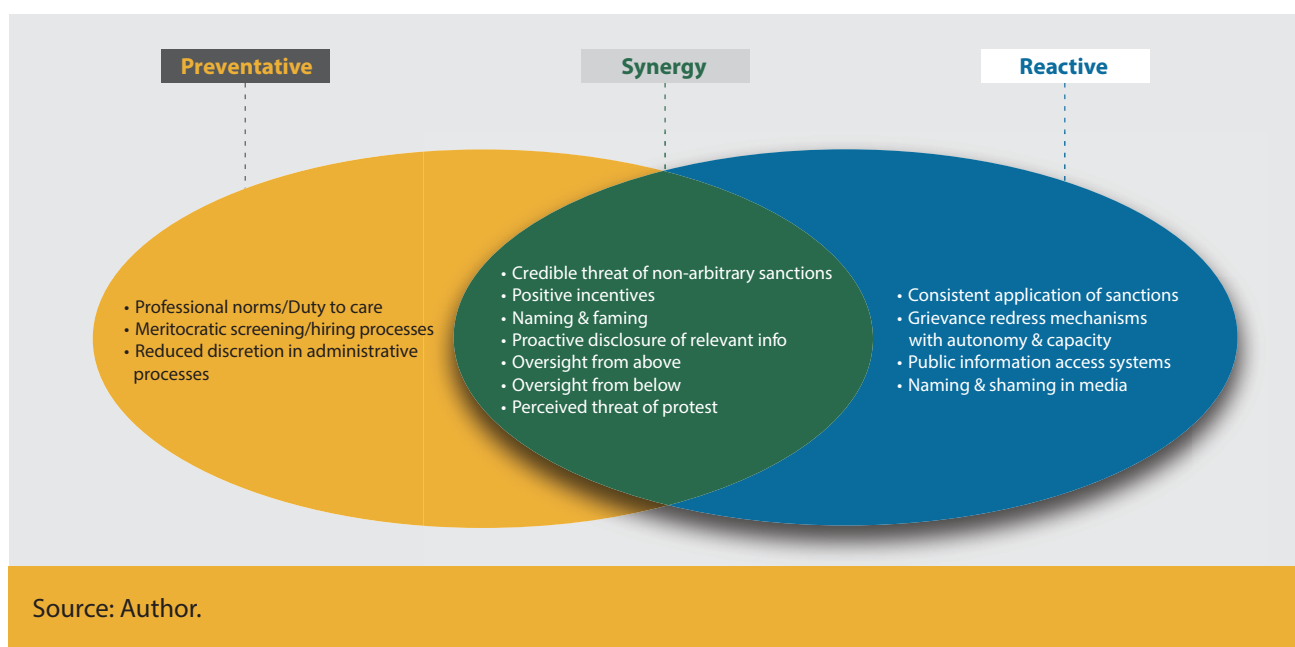 Preventative
Synergy
Reactive
• Professional norms/Duty to care
• Meritocratic screening/hiring processes
• Reduced discretion in administrative
processes
• Credible threat of non-arbitrary sanctions
• Positive incentives
• Naming & faming
• Proactive disclosure of relevant info
• Oversight from above
• Oversight from below
• Perceived threat of protest
• Consistent application of sanctions
• Grievance redress mechanisms
with autonomy & capacity
• Public information access systems
• Naming & shaming in media
Source: Author.